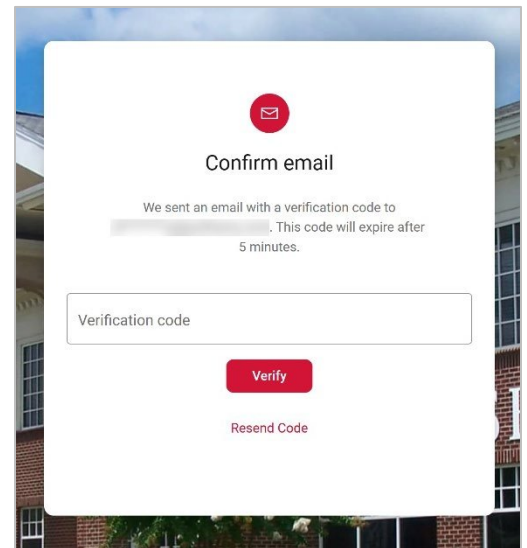 Confirm email
We sent an email with a verification code to
. This code will expire after
5 minutes.
Verification code
Verify
Resend Code